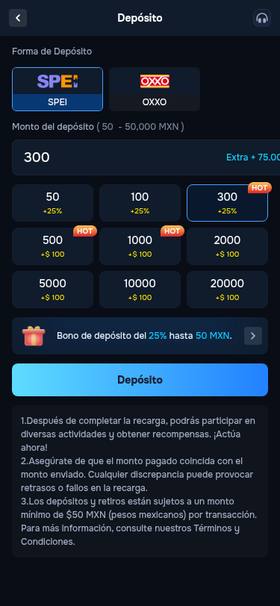 Depósito
Forma de Depósito
SPEI
SPEI
OXXO
OXXO
Monto del depósito ( 50 - 50,000 MXN )
300
Extra + 75.00
50
+25%
100
+25%
HOT
300
+25%
HOT
500
+$ 100
HOT
1000
+$ 100
2000
+$ 100
5000
+$ 100
10000
+$ 100
20000
+$ 100
Bono de depósito del 25% hasta 50 MXN.
Depósito
1.Después de completar la recarga, podrás participar en
diversas actividades y obtener recompensas. ¡Actúa
ahora!
2.Asegúrate de que el monto pagado coincida con el
monto enviado. Cualquier discrepancia puede provocar
retrasos o fallos en la recarga.
3.Los depósitos y retiros están sujetos a un monto
mínimo de $50 MXN (pesos mexicanos) por transacción.
Para más información, consulte nuestros Términos y
Condiciones.